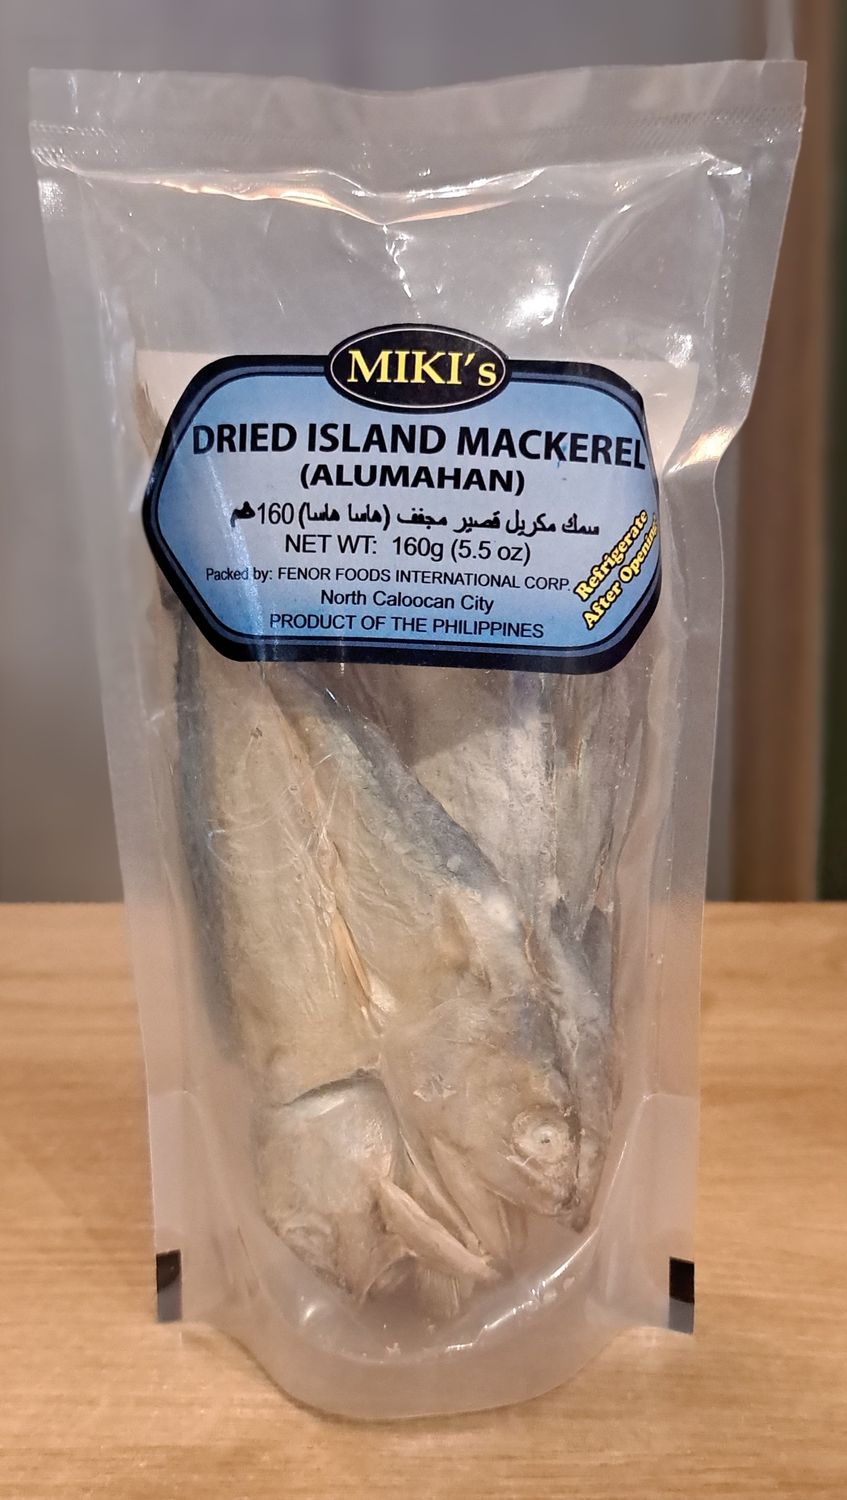 MIKI's
DRIED ISLAND MACKEREL
(ALUMAHAN)
سمك مكريل قصير مجفف (هاسا هاسا) 160هم
NET WT: 160g (5.5 oz)
Packed by: FENOR FOODS INTERNATIONAL CORP.
North Caloocan City
PRODUCT OF THE PHILIPPINES
Refrigerate
After Opening